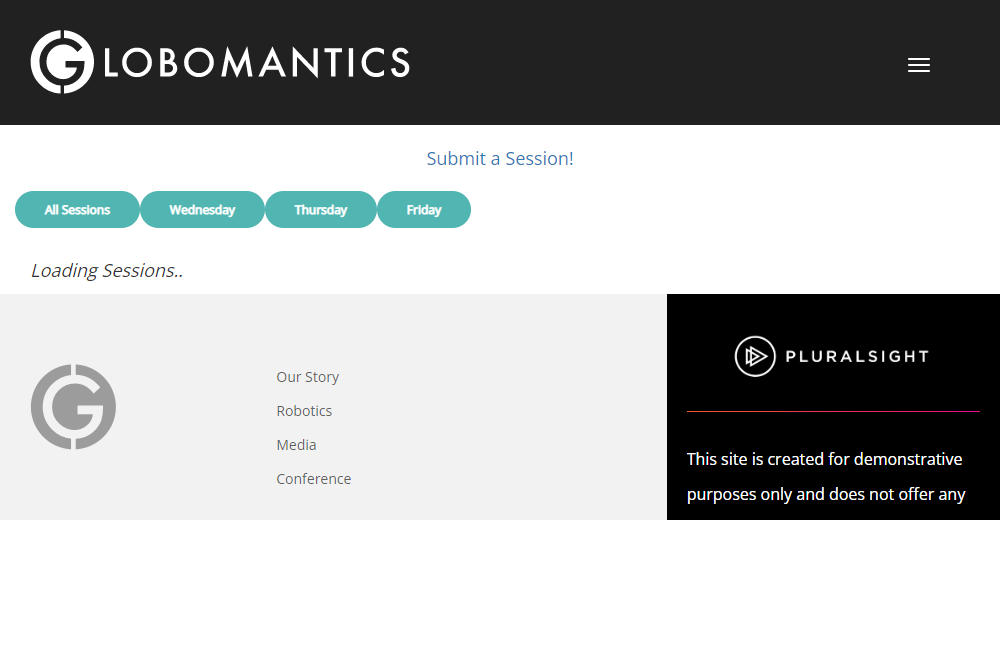 GLOBOMANTICS
Submit a Session!
All Sessions Wednesday Thursday Friday
Loading Sessions..
G
Our Story
Robotics
Media
Conference
PLURALSIGHT
This site is created for demonstrative
purposes only and does not offer any